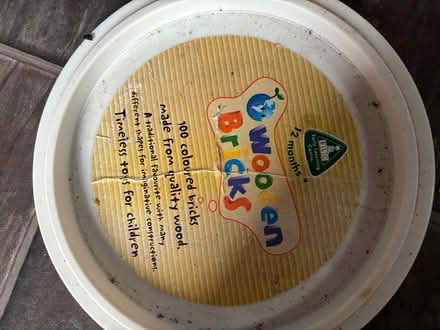 12 months +
Wooden
Bricks
100 coloured bricks
made from quality wood.
A traditional favourite with many
different shapes for imaginative constructions.
Timeless toys for children